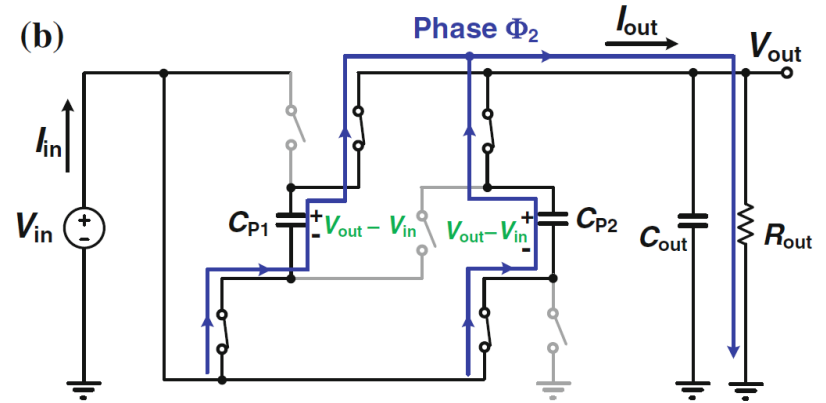 (b)
Phase Φ2
Iout
Vout
Iin
Vin
+
-
CP1
+
-
Vout – Vin
Vout–Vin
+
-
CP2
Cout
Rout